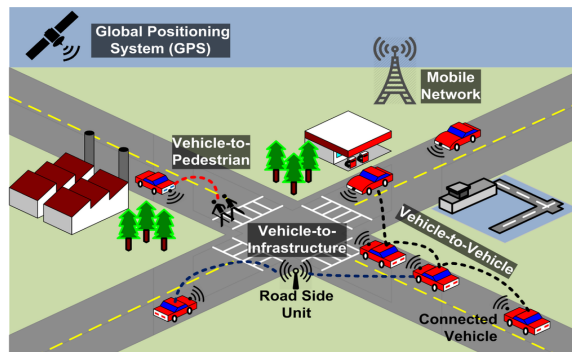 Global Positioning
System (GPS)
Mobile
Network
Vehicle-to-
Pedestrian
Vehicle-to-
Infrastructure
Vehicle-to-Vehicle
Road Side
Unit
Connected
Vehicle